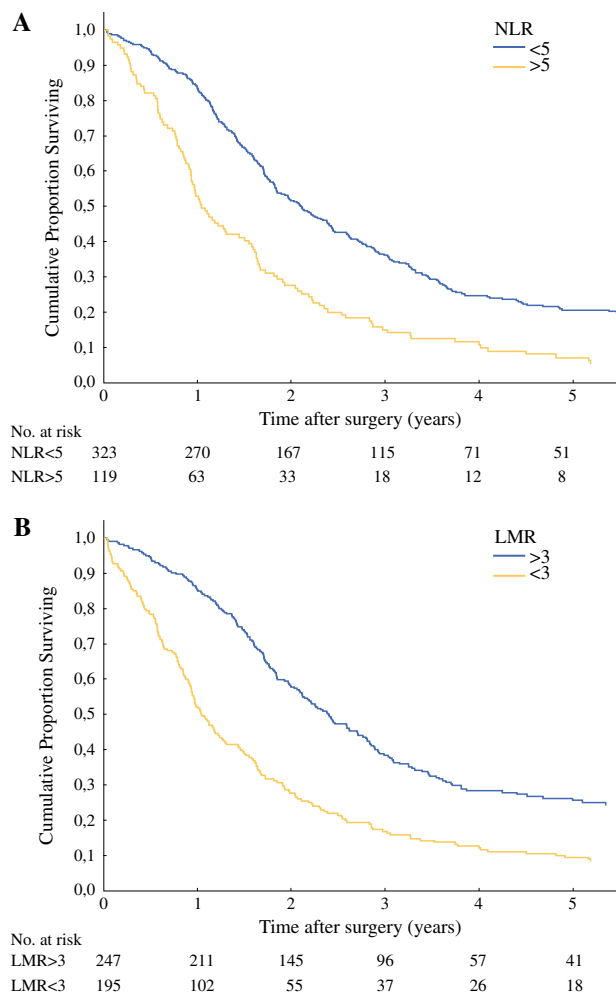 A
NLR
<5
>5
1,0
0,9
0,8
0,7
0,6
0,5
0,4
0,3
0,2
0,1
0,0
Cumulative Proportion Surviving
0 1 2 3 4 5
Time after surgery (years)
No. at risk
NLR<5 323 270 167 115 71 51
NLR>5 119 63 33 18 12 8
B
LMR
>3
<3
1,0
0,9
0,8
0,7
0,6
0,5
0,4
0,3
0,2
0,1
0,0
Cumulative Proportion Surviving
0 1 2 3 4 5
Time after surgery (years)
No. at risk
LMR>3 247 211 145 96 57 41
LMR<3 195 102 55 37 26 18